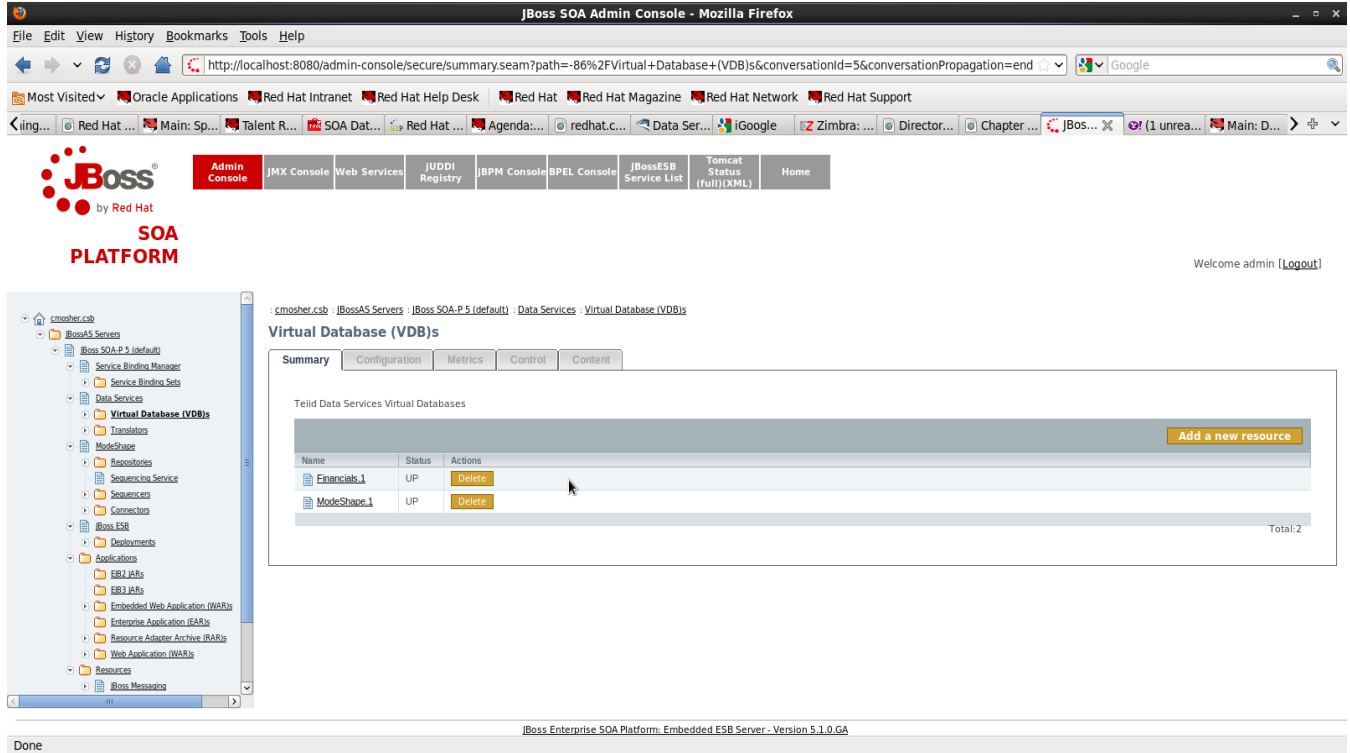 JBoss SOA Admin Console - Mozilla Firefox
File Edit View History Bookmarks Tools Help
http://localhost:8080/admin-console/secure/summary.seam?path=-86%2FVirtual+Database+(VDB)s&conversationId=5&conversationPropagation=end
Google
Most Visited Oracle Applications Red Hat Intranet Red Hat Help Desk Red Hat Red Hat Magazine Red Hat Network Red Hat Support
ing... Red Hat ... Main: Sp... Talent R... SOA Dat... Red Hat ... Agenda:... redhat.c... Data Ser... iGoogle Zimbra: ... Director... Chapter ... JBos... (1 unrea... Main: D...
JBoss®
by Red Hat
SOA
PLATFORM
Admin Console
JMX Console
Web Services
jUDDI Registry
jBPM Console
BPEL Console
JBossESB Service List
Tomcat Status (full)(XML)
Home
Welcome admin [Logout]
cmosher.csb
JBossAS Servers
JBoss SOA-P 5 (default)
Service Binding Manager
Service Binding Sets
Data Services
Virtual Database (VDB)s
Translators
ModeShape
Repositories
Sequencing Service
Sequencers
Connectors
JBoss ESB
Deployments
Applications
EJB2 JARs
EJB3 JARs
Embedded Web Application (WAR)s
Enterprise Application (EAR)s
Resource Adapter Archive (RAR)s
Web Application (WAR)s
Resources
JBoss Messaging
: cmosher.csb : JBossAS Servers : JBoss SOA-P 5 (default) : Data Services : Virtual Database (VDB)s
Virtual Database (VDB)s
Summary Configuration Metrics Control Content
Teiid Data Services Virtual Databases
Add a new resource
Name Status Actions
Financials.1 UP Delete
ModeShape.1 UP Delete
Total:2
JBoss Enterprise SOA Platform: Embedded ESB Server - Version 5.1.0.GA
Done